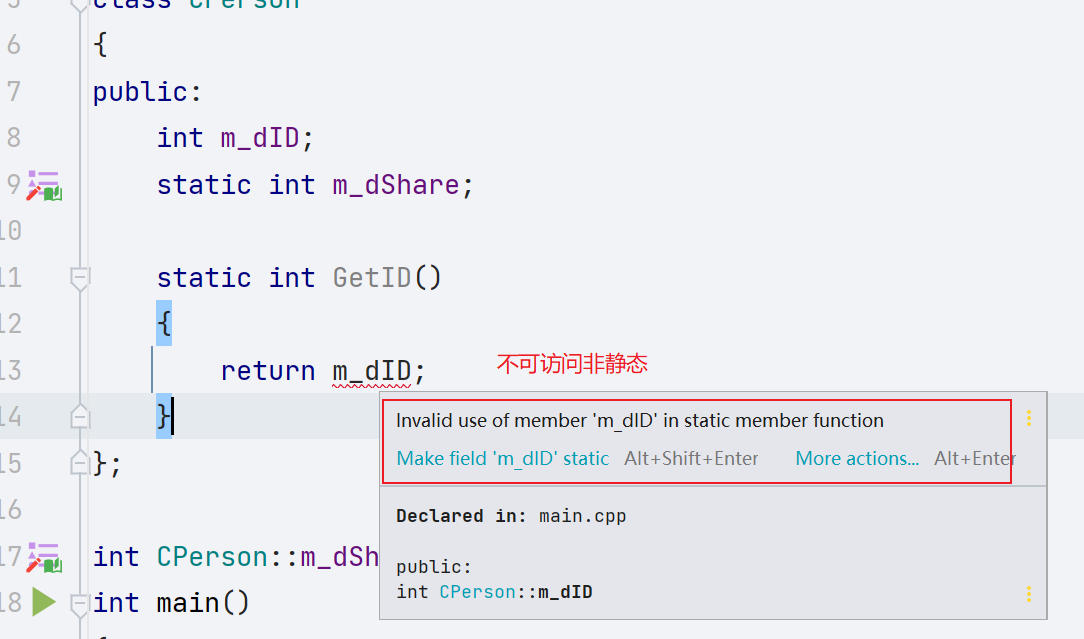 5 class CPerson
6 {
7 public:
8 int m_dID;
9 static int m_dShare;
10
11 static int GetID()
12 {
13 return m_dID; 不可访问非静态
14 }
Invalid use of member 'm_dID' in static member function
Make field 'm_dID' static Alt+Shift+Enter More actions... Alt+Enter
15 };
Declared in: main.cpp
16
public:
17 int CPerson::m_dSh
int CPerson::m_dID
18 int main()